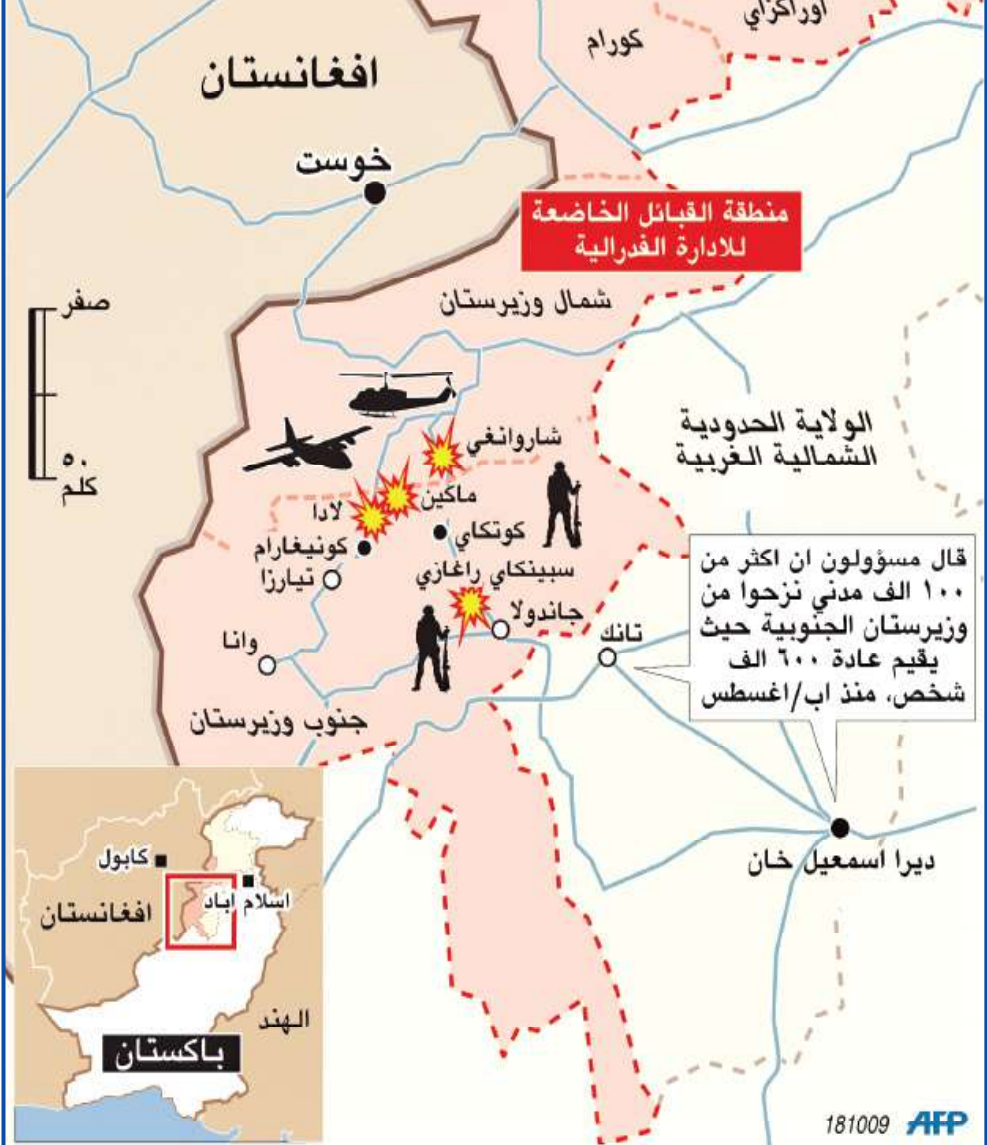 اوراكزاي
كورام
افغانستان
خوست
منطقة القبائل الخاضعة
للادارة الفدرالية
صفر
٥٠
كلم
شمال وزيرستان
الولاية الحدودية
الشمالية الغربية
شاروانغي
ماكين
لادا
كوتكاي
كونيغارام
تيارزا
سبينكاي راغازي
جاندولا
وانا
تانك
جنوب وزيرستان
قال مسؤولون ان اكثر من
١٠٠ الف مدني نزحوا من
وزيرستان الجنوبية حيث
يقيم عادة ٦٠٠ الف
شخص، منذ اب/اغسطس
ديرا اسمعيل خان
كابول
اسلام اباد
افغانستان
الهند
باكستان
181009 AFP